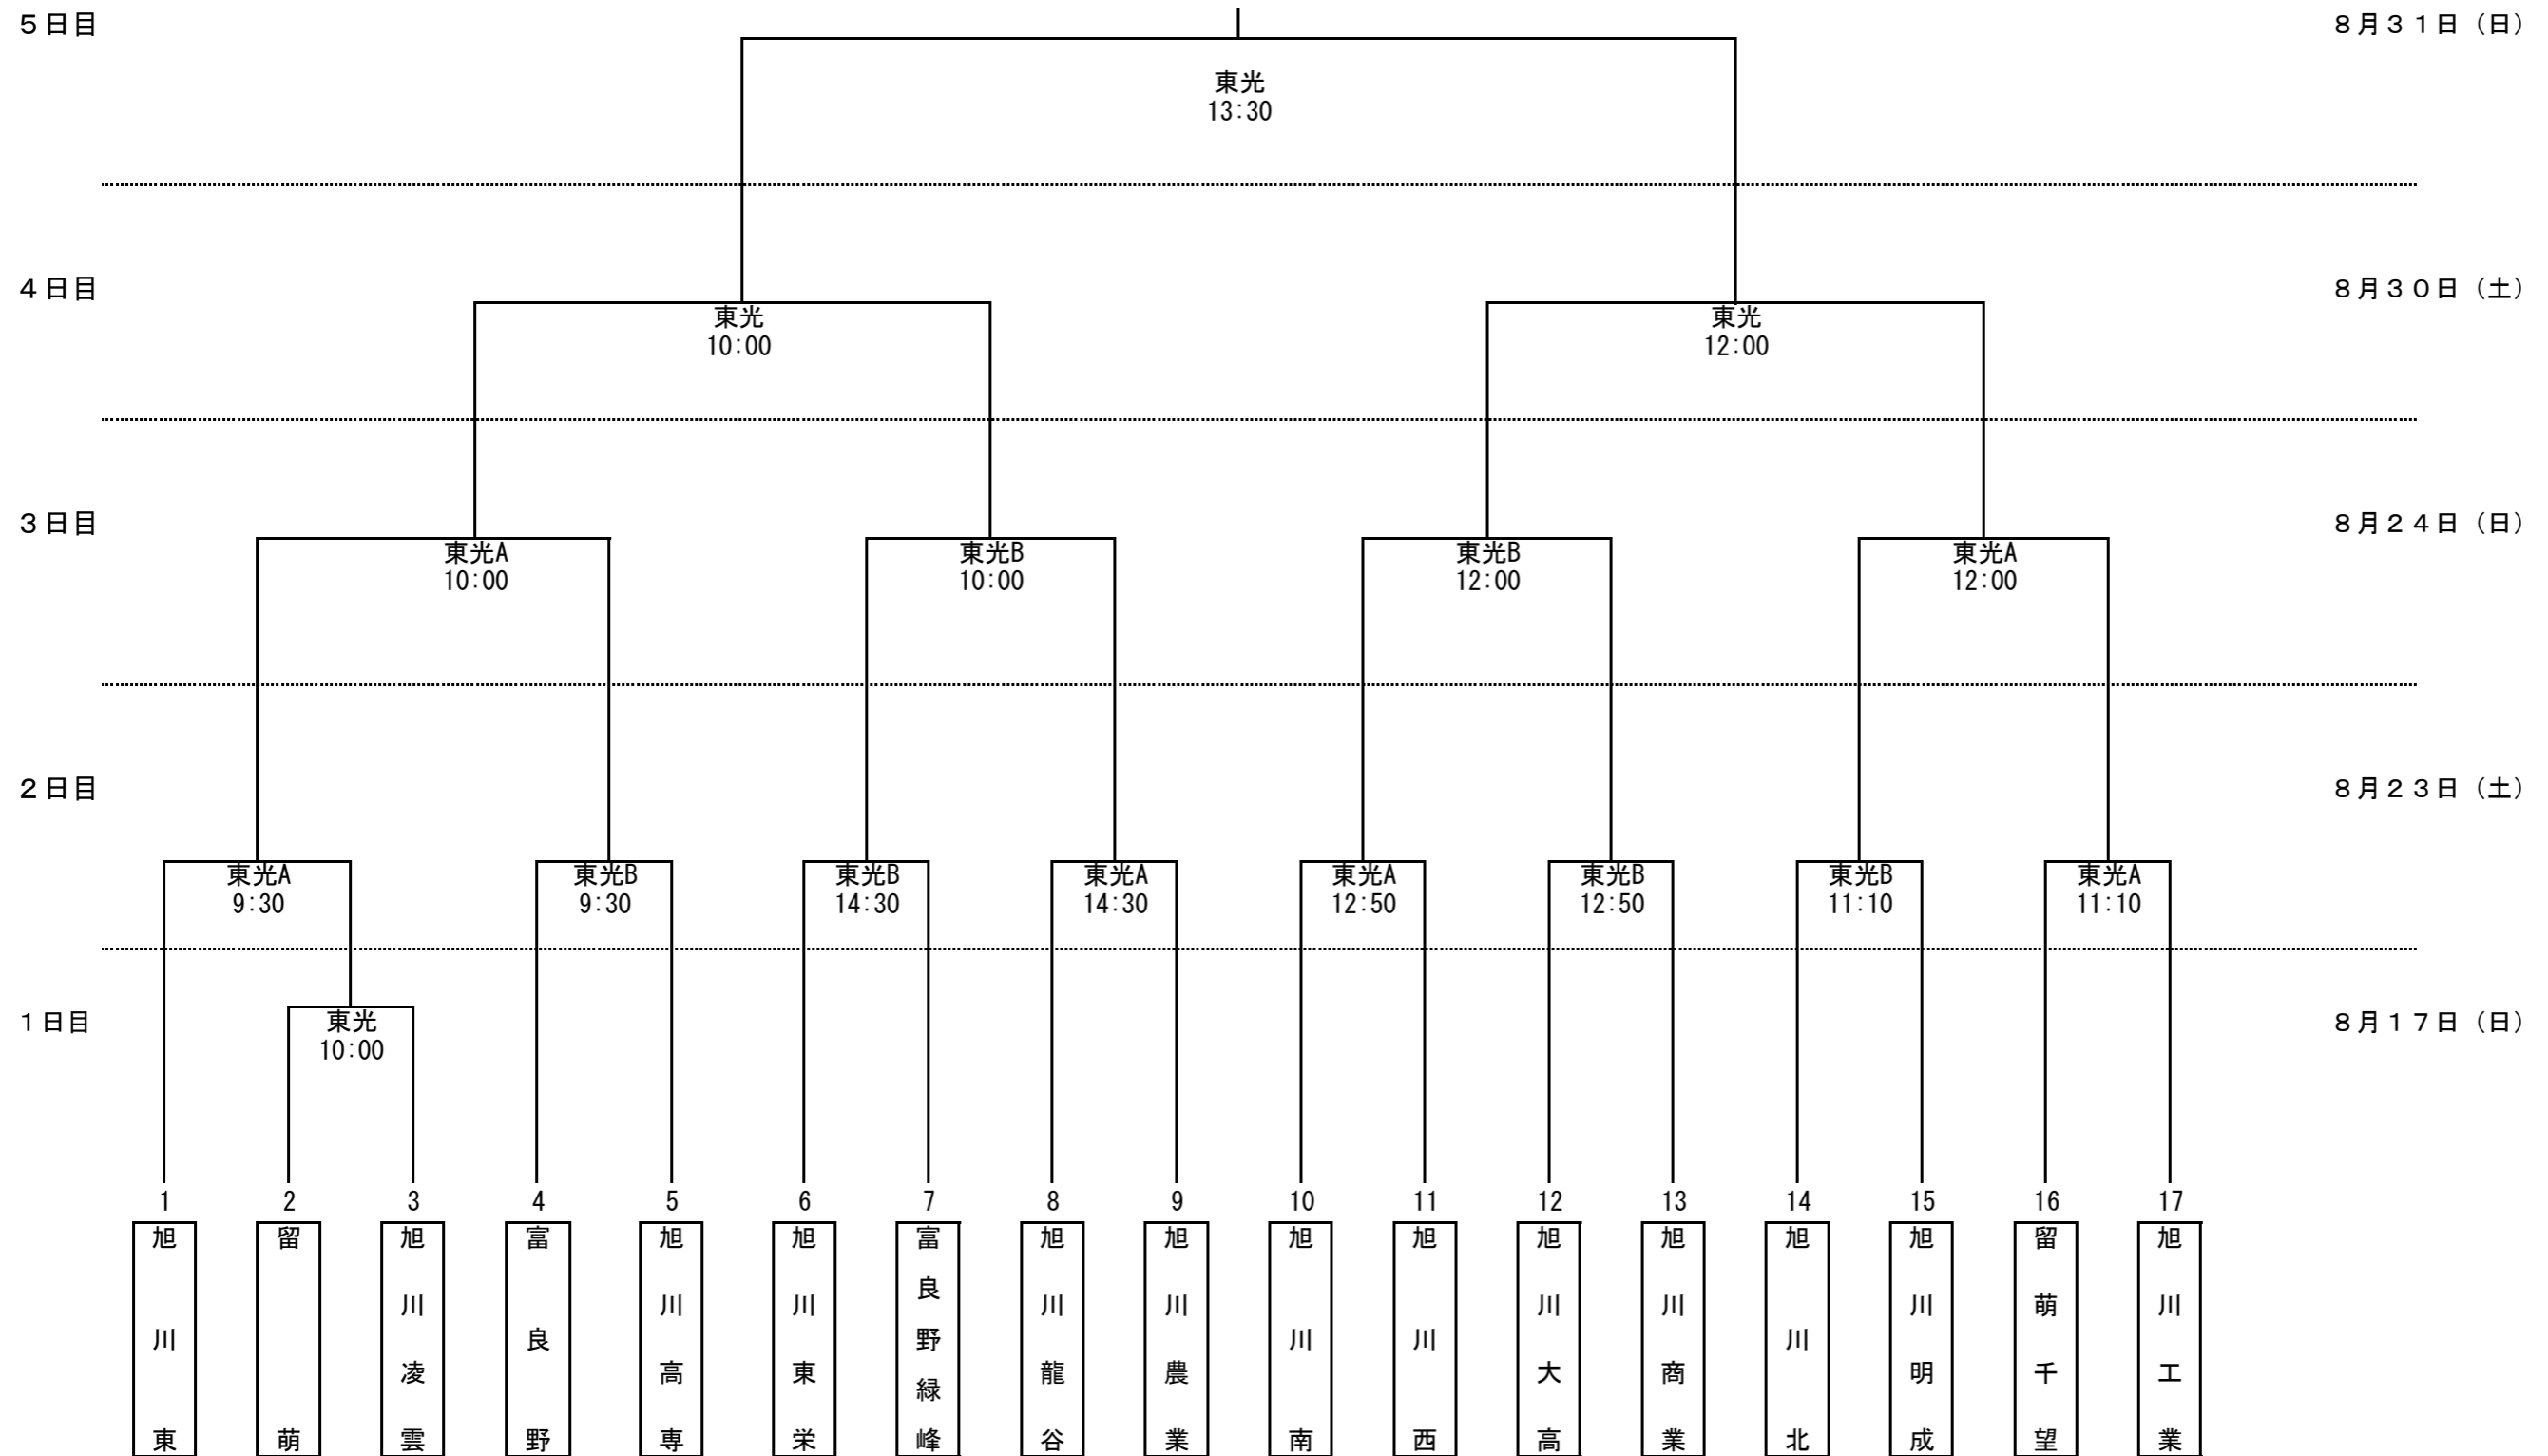 ５日目
８月３１日（日）
東光
13:30
４日目
８月３０日（土）
東光
10:00
東光
12:00
３日目
８月２４日（日）
東光A
10:00
東光B
10:00
東光B
12:00
東光A
12:00
２日目
８月２３日（土）
東光A
9:30
東光B
9:30
東光B
14:30
東光A
14:30
東光A
12:50
東光B
12:50
東光B
11:10
東光A
11:10
１日目
８月１７日（日）
東光
10:00
1
旭川東
2
留萌
3
旭川凌雲
4
富良野
5
旭川高専
6
旭川東栄
7
富良野緑峰
8
旭川龍谷
9
旭川農業
10
旭川南
11
旭川西
12
旭川大高
13
旭川商業
14
旭川北
15
旭川明成
16
留萌千望
17
旭川工業